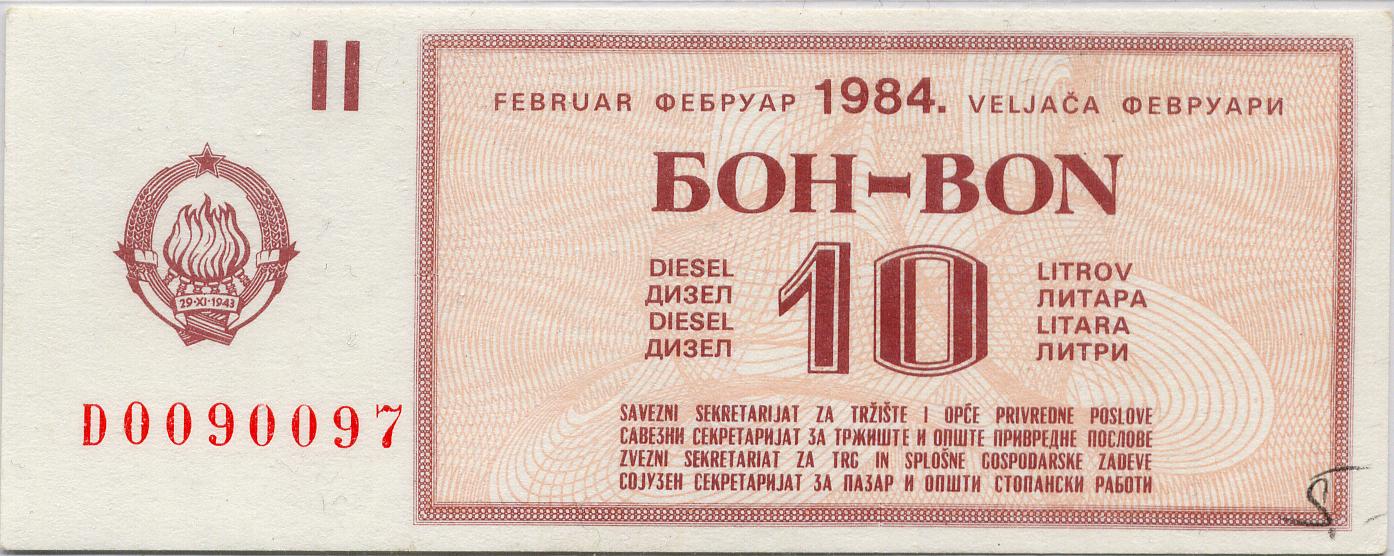 II
FEBRUAR ФЕБРУАР 1984. VELJAČA ФЕВРУАРИ
БОН-BON
29·XI·1943
10
DIESEL LITROV
ДИЗЕЛ ЛИТАРА
DIESEL LITARA
ДИЗЕЛ ЛИТРИ
D0090097
SAVEZNI SEKRETARIJAT ZA TRŽIŠTE I OPĆE PRIVREDNE POSLOVE
САВЕЗНИ СЕКРЕТАРИЈАТ ЗА ТРЖИШТЕ И ОПШТЕ ПРИВРЕДНЕ ПОСЛОВЕ
ZVEZNI SEKRETARIAT ZA TRG IN SPLOŠNE GOSPODARSKE ZADEVE
СОЈУЗЕН СЕКРЕТАРИЈАТ ЗА ПАЗАР И ОПШТИ СТОПАНСКИ РАБОТИ